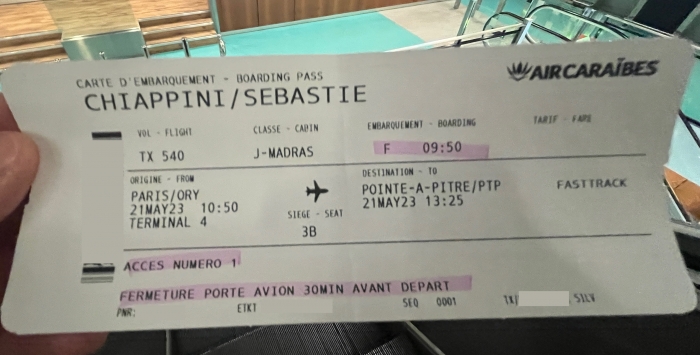 CARTE D'EMBARQUEMENT - BOARDING PASS
AIRCARAÏBES
CHIAPPINI/SEBASTIE
VOL - FLIGHT CLASSE - CABIN EMBARQUEMENT - BOARDING TARIF - FARE
TX 540 J-MADRAS F 09:50
ORIGINE - FROM DESTINATION - TO
PARIS/ORY POINTE-A-PITRE/PTP FASTTRACK
21MAY23 10:50 21MAY23 13:25
TERMINAL 4 SIEGE - SEAT
3B
ACCES NUMERO 1
FERMETURE PORTE AVION 30MIN AVANT DEPART
PNR: ETKT SEQ 0001 TX/ SILV